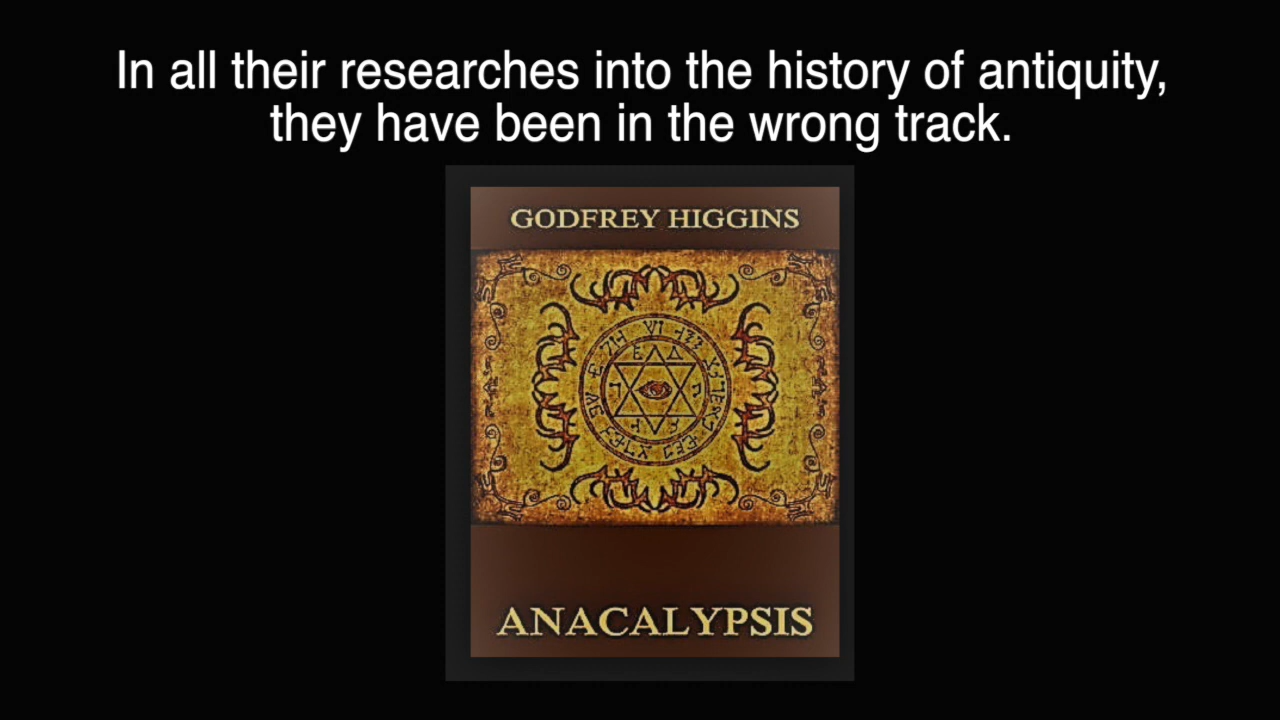 In all their researches into the history of antiquity,
they have been in the wrong track.
GODFREY HIGGINS
ANACALYPSIS